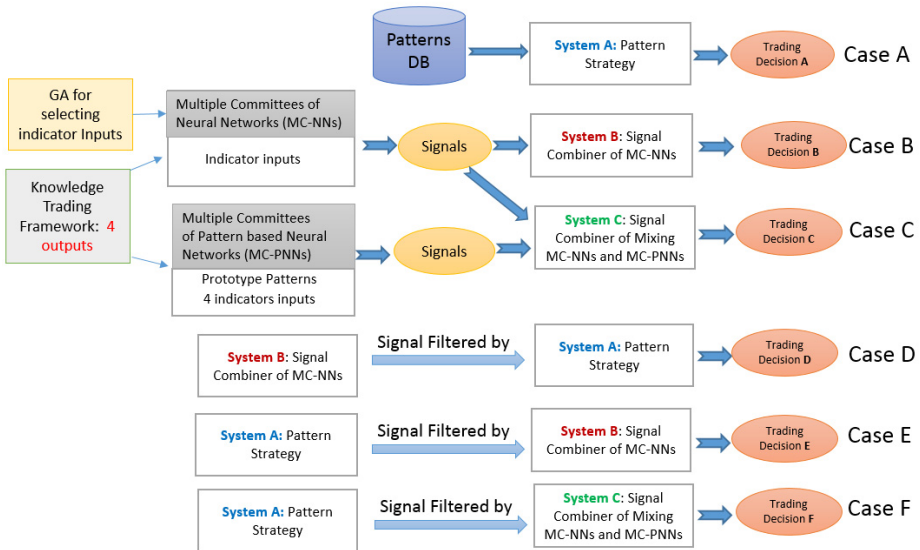 Patterns
DB
System A: Pattern
Strategy
Trading
Decision A
Case A
GA for
selecting
indicator Inputs
Multiple Committees of
Neural Networks (MC-NNs)
Indicator inputs
Signals
System B: Signal
Combiner of MC-NNs
Trading
Decision B
Case B
Knowledge
Trading
Framework: 4
outputs
Multiple Committees
of Pattern based Neural
Networks (MC-PNNs)
Prototype Patterns
4 indicators inputs
Signals
System C: Signal
Combiner of Mixing
MC-NNs and MC-PNNs
Trading
Decision C
Case C
System B: Signal
Combiner of MC-NNs
Signal Filtered by
System A: Pattern
Strategy
Trading
Decision D
Case D
System A: Pattern
Strategy
Signal Filtered by
System B: Signal
Combiner of MC-NNs
Trading
Decision E
Case E
System A: Pattern
Strategy
Signal Filtered by
System C: Signal
Combiner of Mixing
MC-NNs and MC-PNNs
Trading
Decision F
Case F